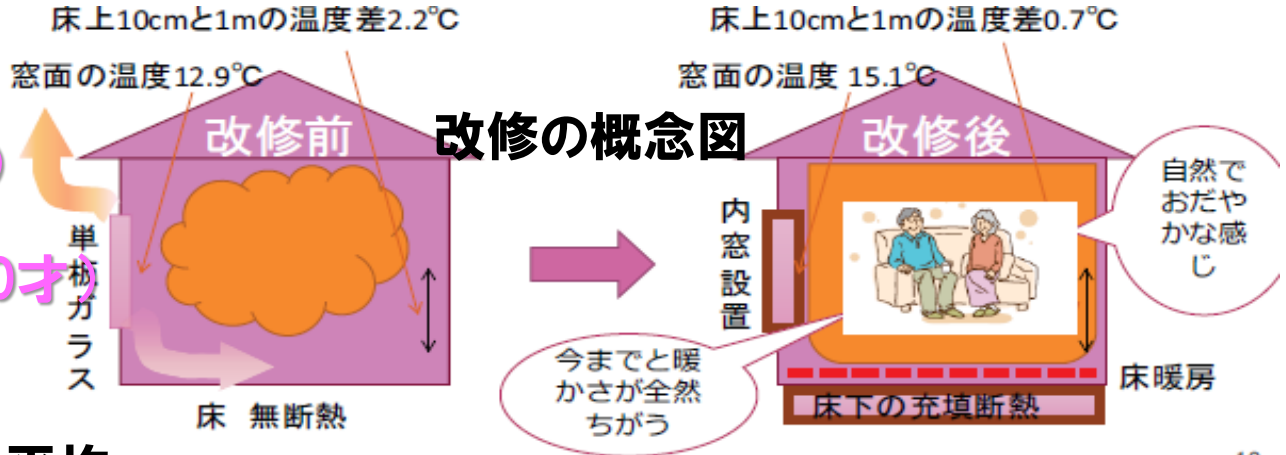 床上10cmと1mの温度差2.2℃
窓面の温度12.9℃
改修前
単板ガラス
床 無断熱
改修の概念図
床上10cmと1mの温度差0.7℃
窓面の温度 15.1℃
改修後
内窓設置
自然で
おだや
かな感
じ
今までと暖
かさが全然
ちがう
床暖房
床下の充填断熱
0才）
）